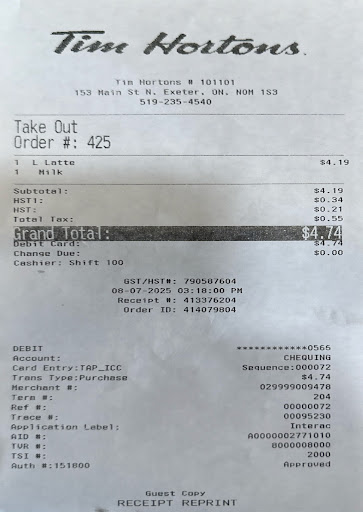 Tim Hortons.
Tim Hortons # 101101
153 Main St N. Exeter, ON, N0M 1S3
519-235-4540
Take Out
Order #: 425
1 L Latte $4.19
1 Milk
Subtotal: $4.19
HST1: $0.34
HST: $0.21
Total Tax: $0.55
Grand Total: $4.74
Debit Card: $4.74
Change Due: $0.00
Cashier: Shift 100
GST/HST#: 790587604
08-07-2025 03:18:00 PM
Receipt #: 413376204
Order ID: 414079804
DEBIT ************0566
Account: CHEQUING
Card Entry:TAP_ICC Sequence:000072
Trans Type:Purchase $4.74
Merchant #: 029999009478
Term #: 204
Ref #: 00000072
Trace #: 00095230
Application Label: Interac
AID #: A0000002771010
TVR #: 8000008000
TSI #: 2000
Auth #:151800 Approved
Guest Copy
RECEIPT REPRINT